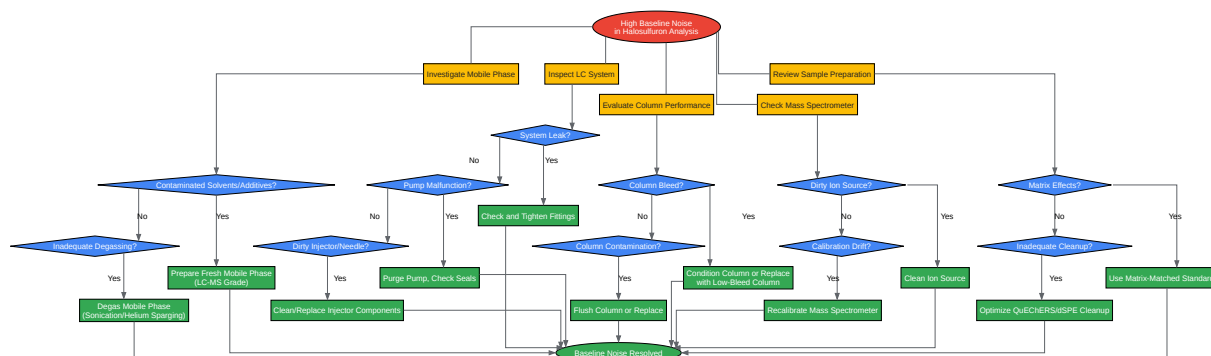 High Baseline Noise
in Halosulfuron Analysis
Investigate Mobile Phase
Inspect LC System
Review Sample Preparation
Evaluate Column Performance
Check Mass Spectrometer
System Leak?
No
Yes
Contaminated Solvents/Additives?
Pump Malfunction?
Column Bleed?
Dirty Ion Source?
Matrix Effects?
No
Yes
No
Yes
Check and Tighten Fittings
No
Yes
No
Yes
No
Yes
Inadequate Degassing?
Dirty Injector/Needle?
Column Contamination?
Calibration Drift?
Inadequate Cleanup?
Yes
Prepare Fresh Mobile Phase
(LC-MS Grade)
Yes
Purge Pump, Check Seals
Yes
Condition Column or Replace
with Low-Bleed Column
Yes
Clean Ion Source
Yes
Use Matrix-Matched Standard
Degas Mobile Phase
(Sonication/Helium Sparging)
Clean/Replace Injector Components
Flush Column or Replace
Recalibrate Mass Spectrometer
Optimize QuEChERS/dSPE Cleanup
Baseline Noise Resolved